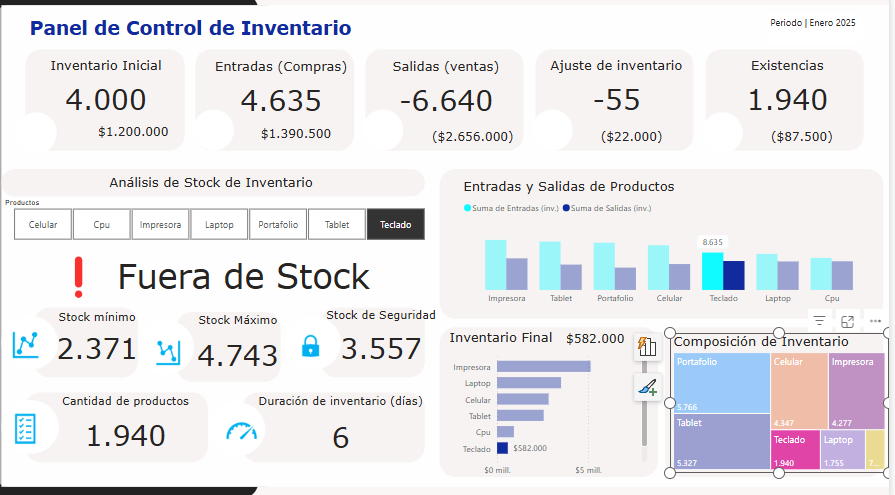 Panel de Control de Inventario
Periodo | Enero 2025
Inventario Inicial
4.000
$1.200.000
Entradas (Compras)
4.635
$1.390.500
Salidas (ventas)
-6.640
($2.656.000)
Ajuste de inventario
-55
($22.000)
Existencias
1.940
($87.500)
Análisis de Stock de Inventario
Productos
Celular
Cpu
Impresora
Laptop
Portafolio
Tablet
Teclado
Fuera de Stock
Stock mínimo
2.371
Stock Máximo
4.743
Stock de Seguridad
3.557
Cantidad de productos
1.940
Duración de inventario (días)
6
Entradas y Salidas de Productos
Suma de Entradas (inv.)
Suma de Salidas (inv.)
8.635
Impresora
Tablet
Portafolio
Celular
Teclado
Laptop
Cpu
Inventario Final
$582.000
Impresora
Laptop
Celular
Tablet
Cpu
Teclado
$582.000
$0 mill.
$5 mill.
Composición de Inventario
Portafolio
5.766
Tablet
5.327
Celular
4.347
Impresora
4.277
Teclado
1.940
Laptop
1.755
7...